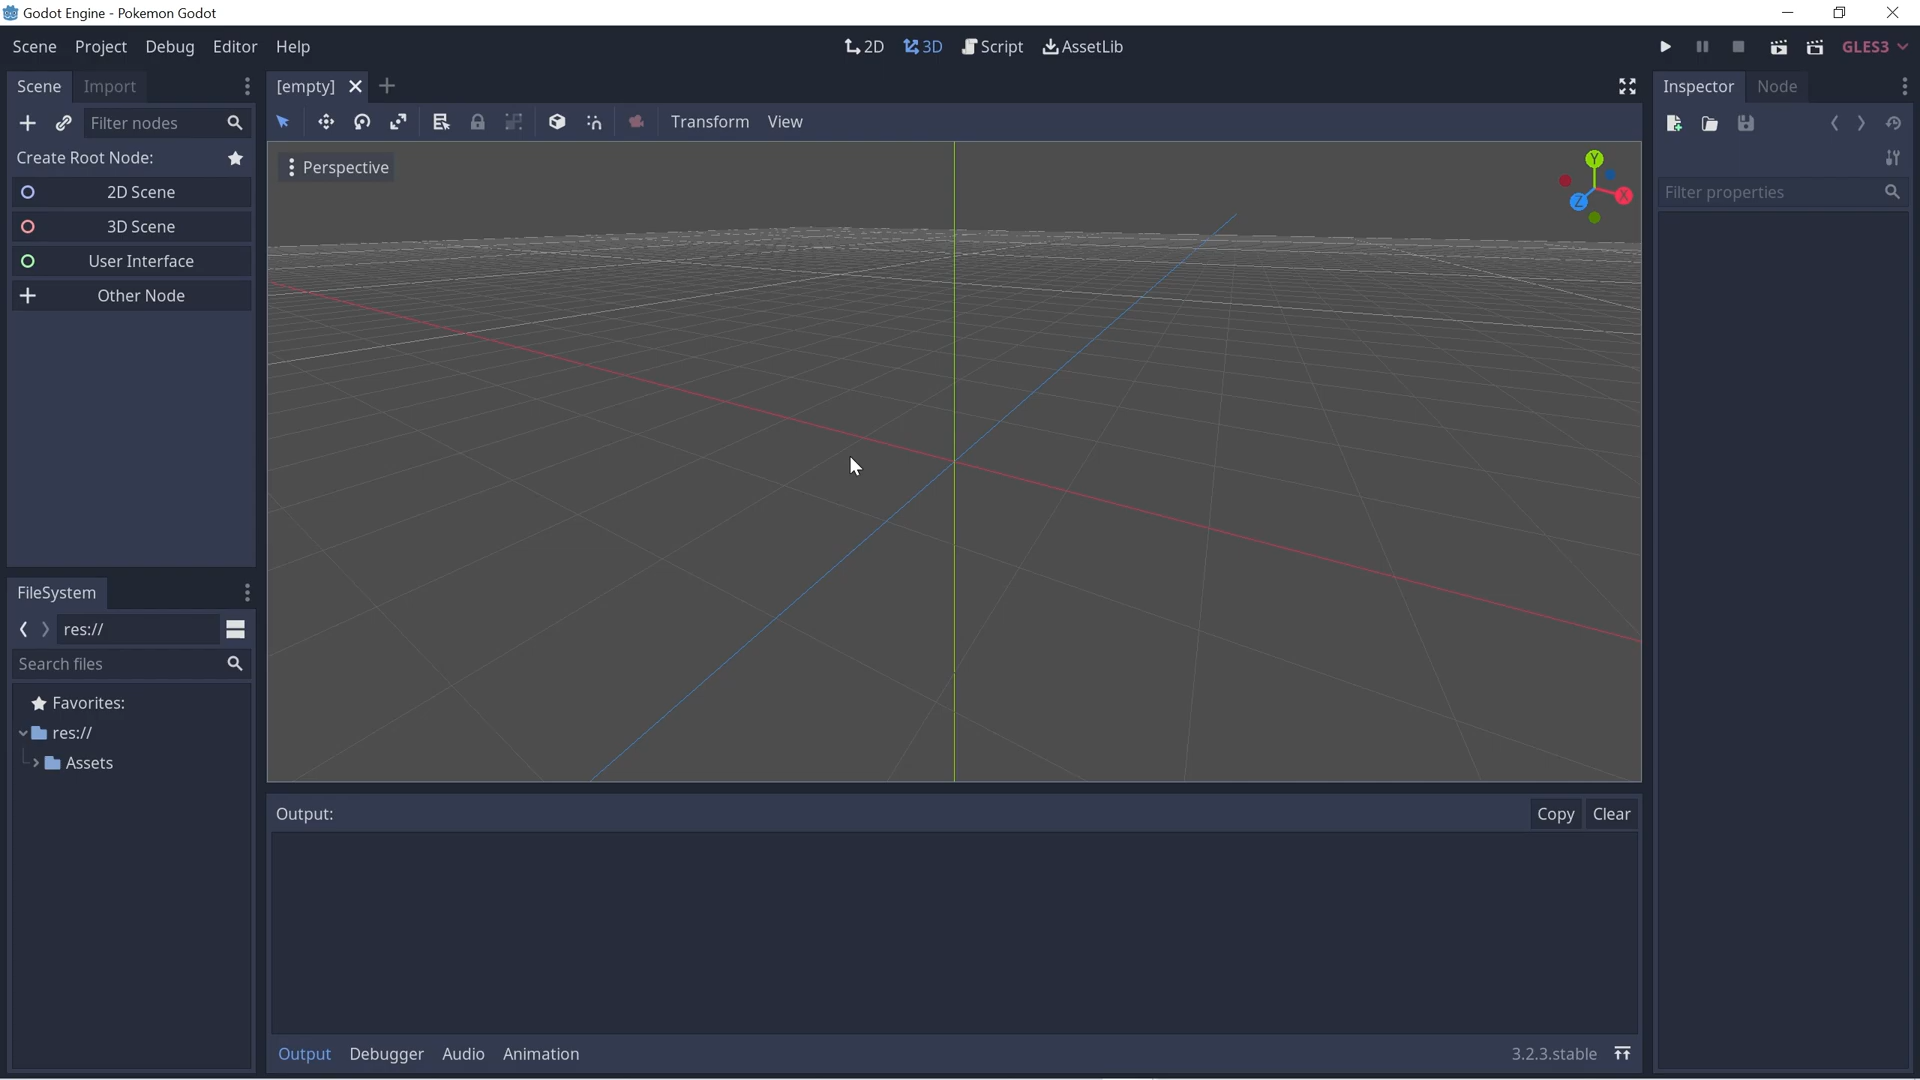 Godot Engine - Pokemon Godot
Scene Project Debug Editor Help
2D 3D Script AssetLib
GLES3
Scene Import
[empty]
Inspector Node
Filter nodes
Transform View
Create Root Node:
Perspective
Y
X
Z
Filter properties
2D Scene
3D Scene
User Interface
Other Node
FileSystem
res://
Search files
Favorites:
res://
Assets
Output:
Copy Clear
Output Debugger Audio Animation
3.2.3.stable